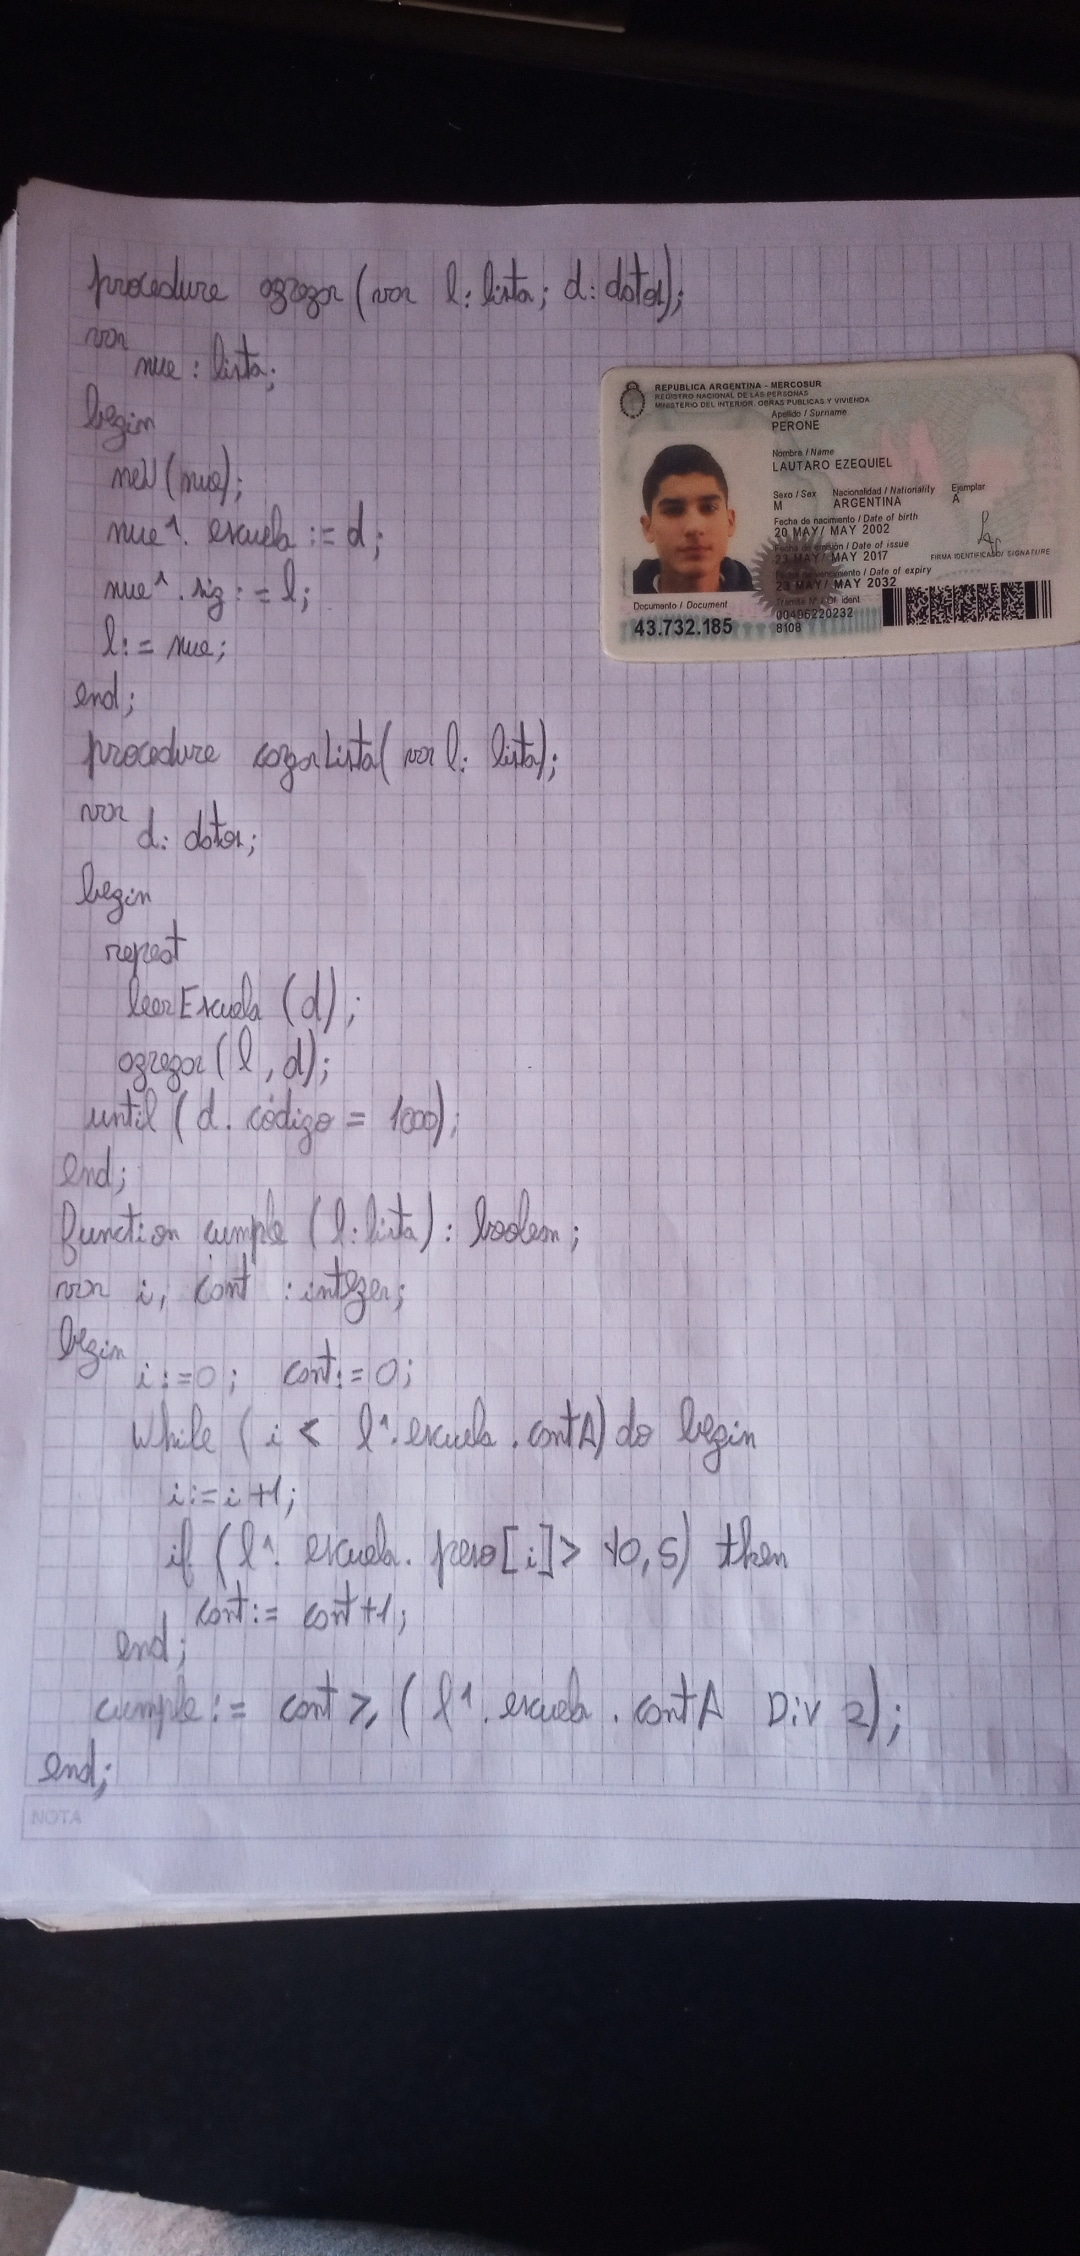 procedure agregar (var l: lista; d: datos);
var
nue : lista;
begin
new (nue);
nue^. escuela := d;
nue^. sig := l;
l := nue;
end;
procedure cargarLista( var l: lista);
var
d: datos;
begin
repeat
leerEscuela (d);
agregar (l, d);
until (d. código = 1000);
end;
function cumple (l: lista) : boolean;
var i, cont : integer;
begin
i := 0; cont := 0;
While (i < l^. escuela . contA) do begin
i := i +1;
if (l^. escuela. peso [i] > 10,5) then
cont := cont +1;
end;
cumple := cont >, ( l^. escuela . contA Div 2);
end;
NOTA
REPUBLICA ARGENTINA - MERCOSUR
REGISTRO NACIONAL DE LAS PERSONAS
MINISTERIO DEL INTERIOR, OBRAS PUBLICAS Y VIVIENDA
Apellido / Surname
PERONE
Nombre / Name
LAUTARO EZEQUIEL
Sexo / Sex Nacionalidad / Nationality Ejemplar
M ARGENTINA A
Fecha de nacimiento / Date of birth
20 MAY/ MAY 2002
Fecha de emisión / Date of issue
23 MAY/ MAY 2017
FIRMA IDENTIFICADO/ SIGNATURE
vencimiento / Date of expiry
23 MAY/ MAY 2032
Documento / Document
43.732.185
Trámite Nº / Of. ident
00496220232
8108